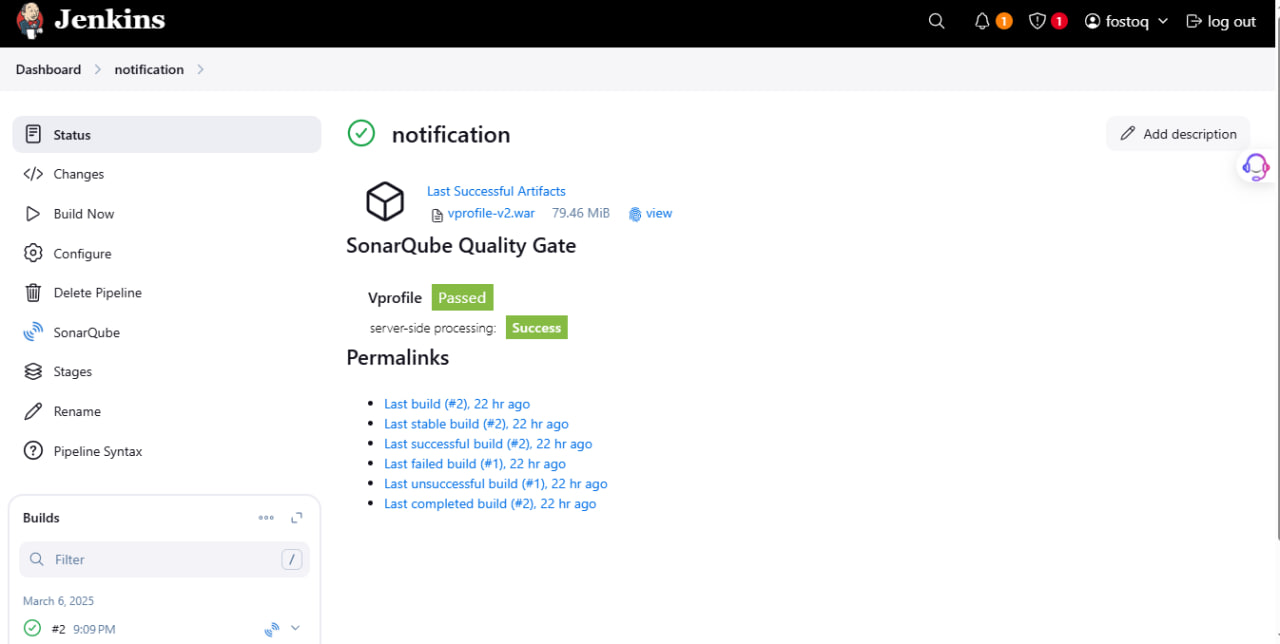 Jenkins
1
1
fostoq
log out
Dashboard
notification
Status
Changes
Build Now
Configure
Delete Pipeline
SonarQube
Stages
Rename
Pipeline Syntax
Builds
Filter
/
March 6, 2025
#2 9:09 PM
notification
Add description
Last Successful Artifacts
vprofile-v2.war 79.46 MiB view
SonarQube Quality Gate
Vprofile Passed
server-side processing: Success
Permalinks
Last build (#2), 22 hr ago
Last stable build (#2), 22 hr ago
Last successful build (#2), 22 hr ago
Last failed build (#1), 22 hr ago
Last unsuccessful build (#1), 22 hr ago
Last completed build (#2), 22 hr ago